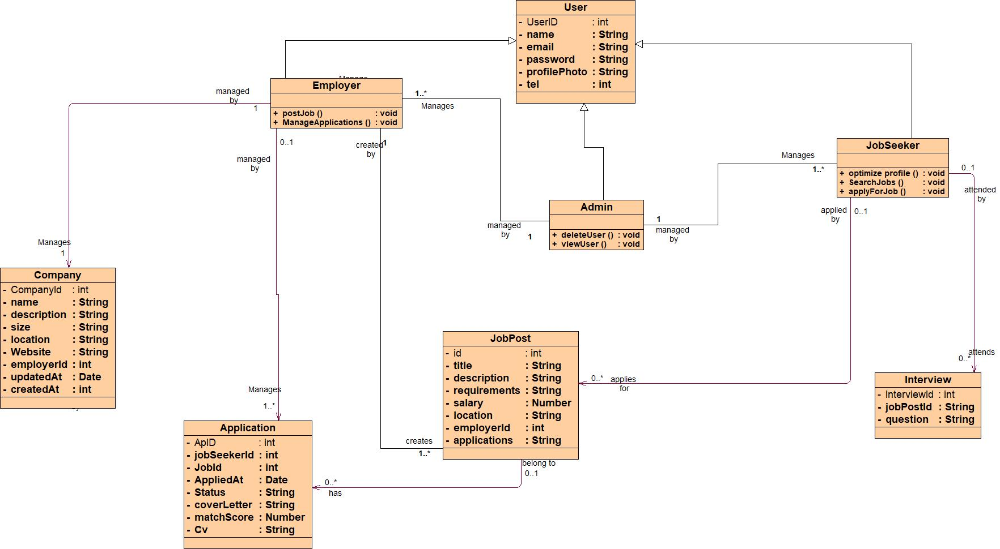 User
- UserID : int
- name : String
- email : String
- password : String
- profilePhoto : String
- tel : int
Manage
Employer
+ postJob () : void
+ ManageApplications () : void
managed
by
1
1..*
Manages
0..1
managed
by
created
by
1
JobSeeker
+ optimize profile () : void
+ SearchJobs () : void
+ applyForJob () : void
Manages
1..*
0..1
attended
by
applied
by
0..1
Admin
+ deleteUser () : void
+ viewUser () : void
managed
by
1
1
managed
by
Manages
1
Company
- CompanyId : int
- name : String
- description : String
- size : String
- location : String
- Website : String
- employerId : int
- updatedAt : Date
- createdAt : int
by
JobPost
- id : int
- title : String
- description : String
- requirements : String
- salary : Number
- location : String
- employerId : int
- applications : String
0..*
applies
for
attends
0..*
Interview
- InterviewId : int
- jobPostId : String
- question : String
Manages
1..*
creates
1..*
belong to
0..1
Application
- ApID : int
- jobSeekerId : int
- JobId : int
- AppliedAt : Date
- Status : String
- coverLetter : String
- matchScore : Number
- Cv : String
0..*
has